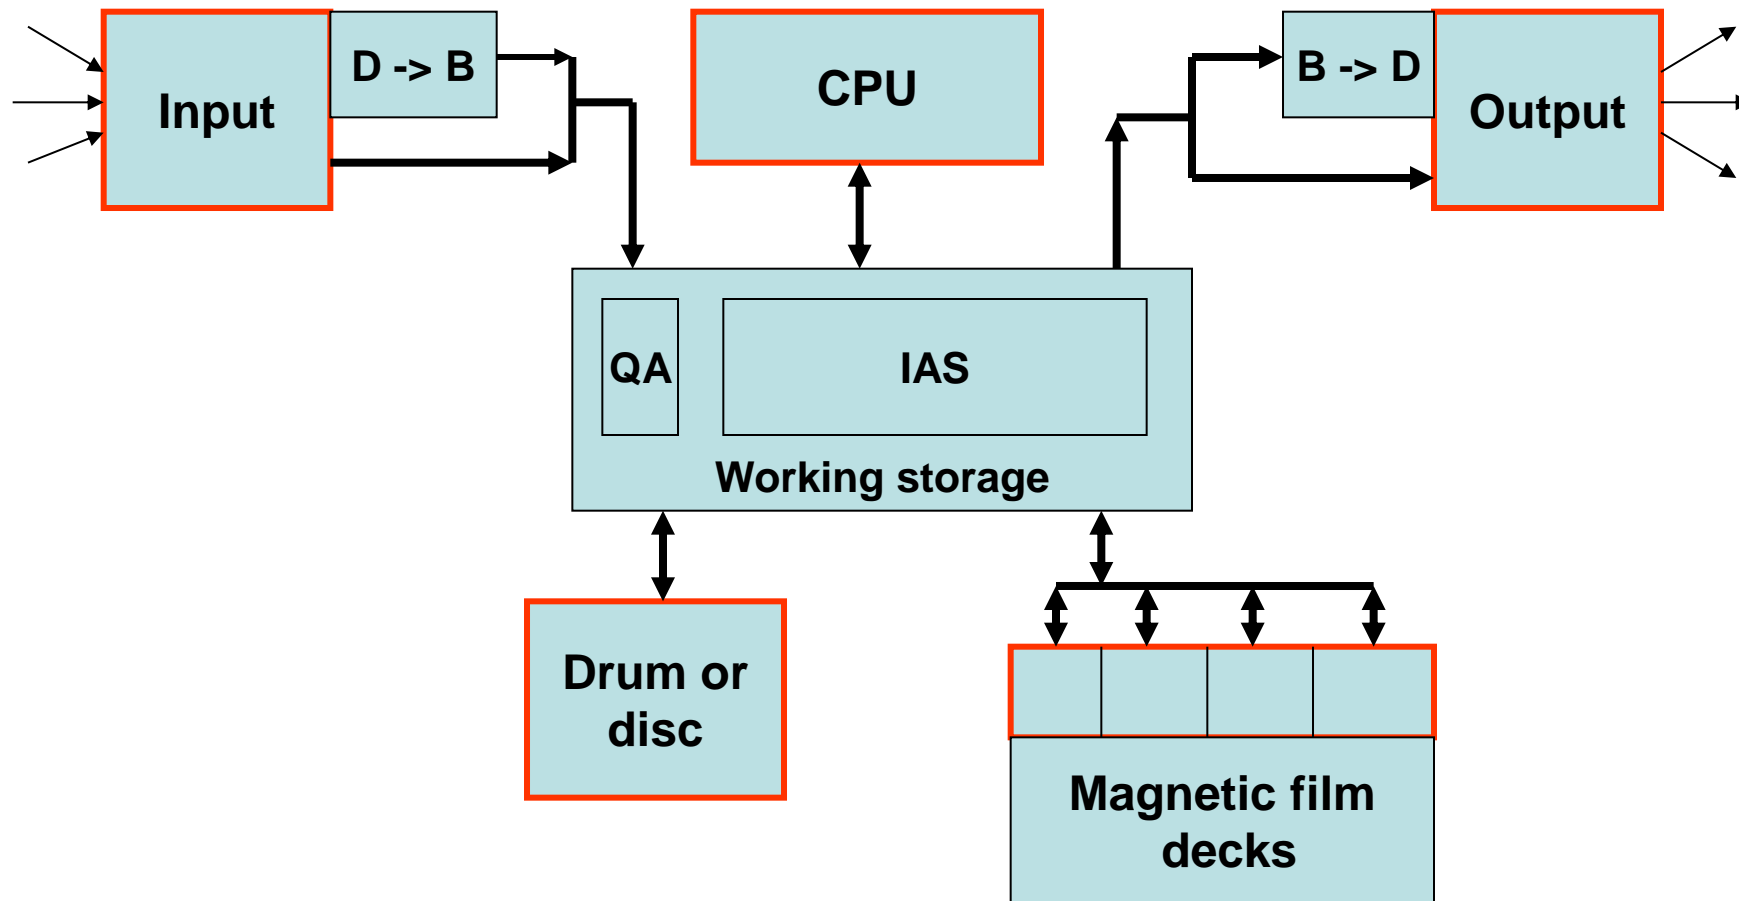 Input
D -> B
CPU
B -> D
Output
QA
IAS
Working storage
Drum or
disc
Magnetic film
decks